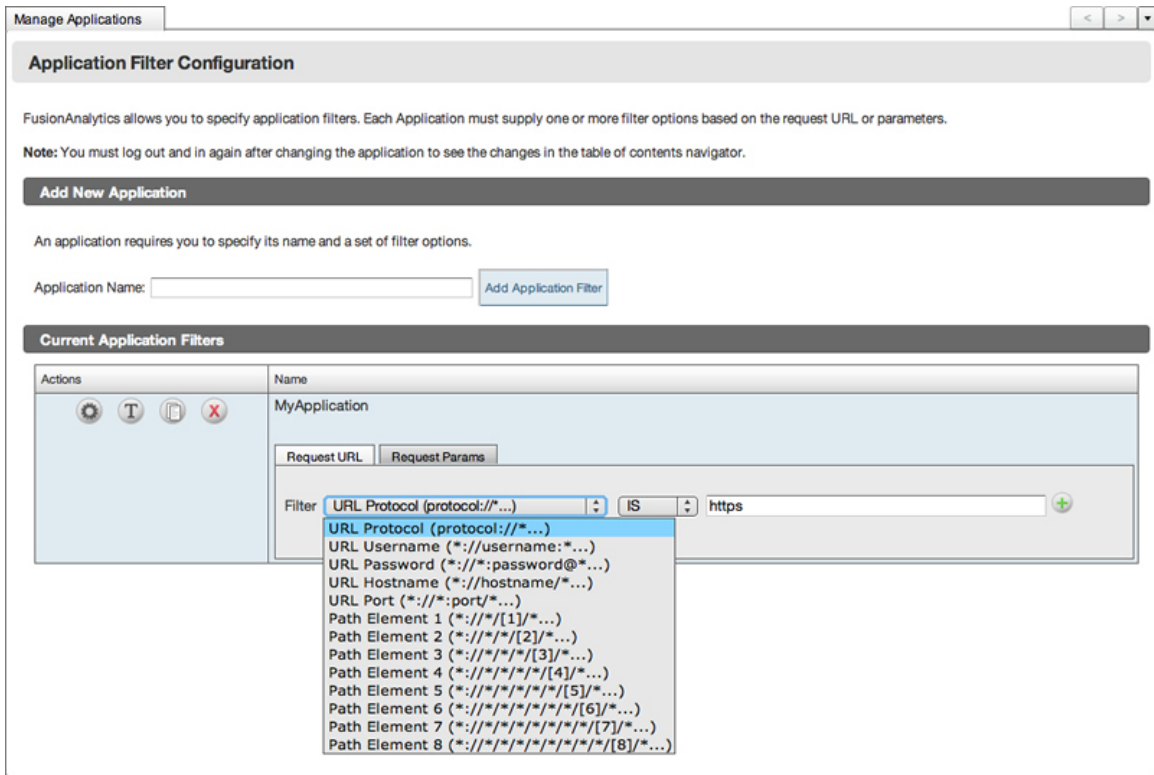 Manage Applications
< >
Application Filter Configuration
FusionAnalytics allows you to specify application filters. Each Application must supply one or more filter options based on the request URL or parameters.
Note: You must log out and in again after changing the application to see the changes in the table of contents navigator.
Add New Application
An application requires you to specify its name and a set of filter options.
Application Name: Add Application Filter
Current Application Filters
Actions Name
T X MyApplication
Request URL Request Params
Filter URL Protocol (protocol://*...) IS https
URL Protocol (protocol://*...)
URL Username (*://username:*...)
URL Password (*://*:password@*...)
URL Hostname (*://hostname/*...)
URL Port (*://*:port/*...)
Path Element 1 (*://*/[1]/*...)
Path Element 2 (*://*/*/[2]/*...)
Path Element 3 (*://*/*/*/[3]/*...)
Path Element 4 (*://*/*/*/*/[4]/*...)
Path Element 5 (*://*/*/*/*/*/[5]/*...)
Path Element 6 (*://*/*/*/*/*/*/[6]/*...)
Path Element 7 (*://*/*/*/*/*/*/*/[7]/*...)
Path Element 8 (*://*/*/*/*/*/*/*/*/[8]/*...)